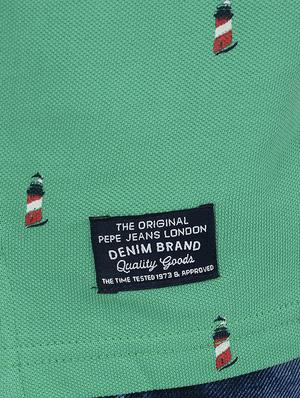 THE ORIGINAL
PEPE JEANS LONDON
DENIM BRAND
Quality Goods
THE TIME TESTED 1973 & APPROVED